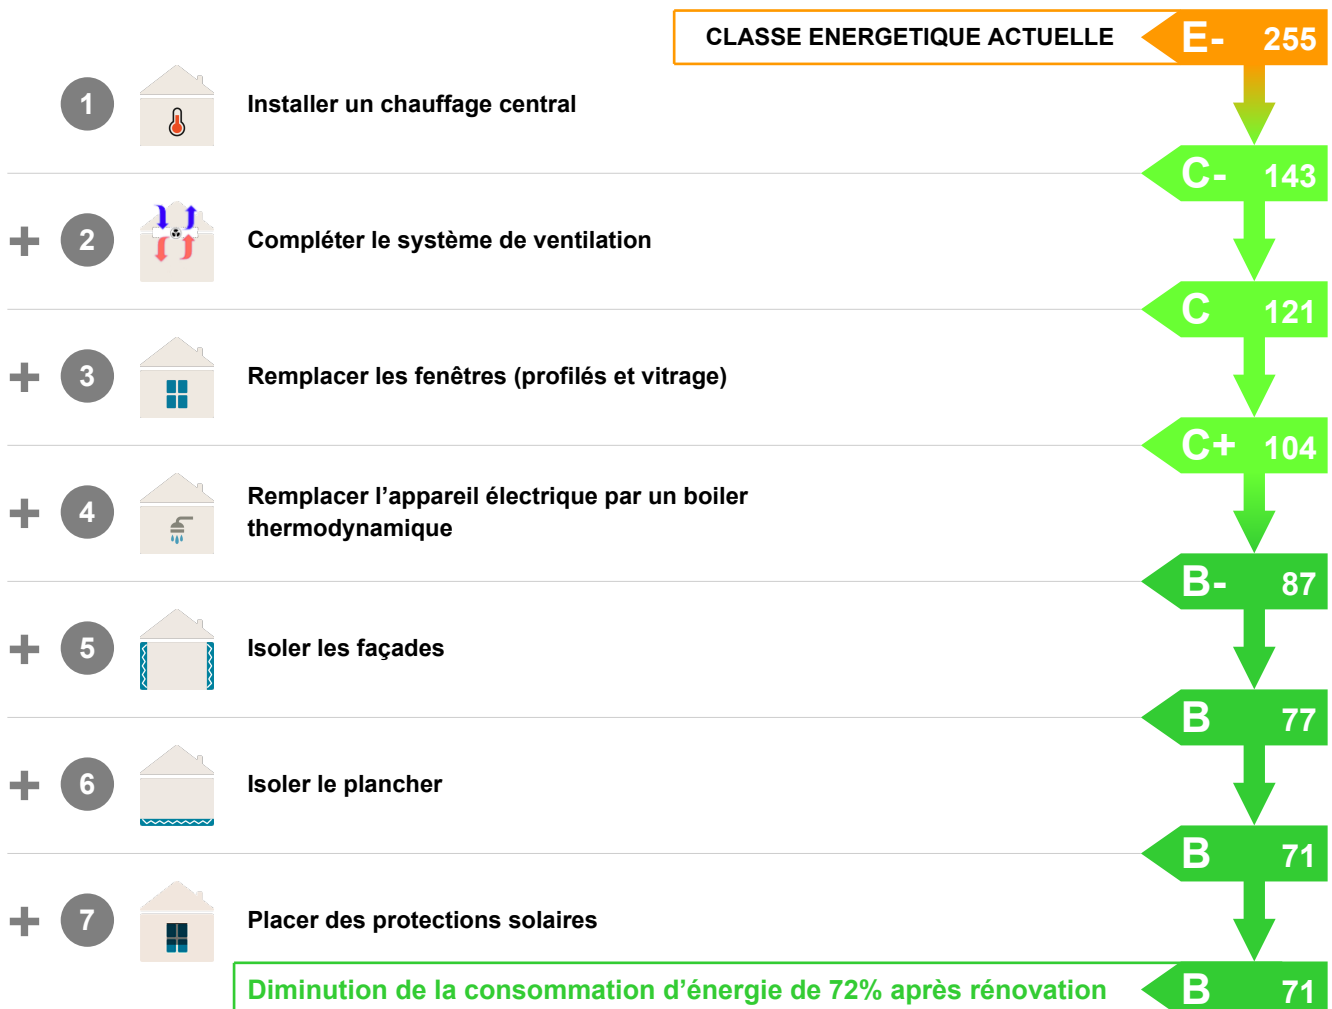 CLASSE ENERGETIQUE ACTUELLE E- 255
1 Installer un chauffage central
C- 143
+ 2 Compléter le système de ventilation
C 121
+ 3 Remplacer les fenêtres (profilés et vitrage)
C+ 104
+ 4 Remplacer l’appareil électrique par un boiler
thermodynamique
B- 87
+ 5 Isoler les façades
B 77
+ 6 Isoler le plancher
B 71
+ 7 Placer des protections solaires
Diminution de la consommation d’énergie de 72% après rénovation B 71